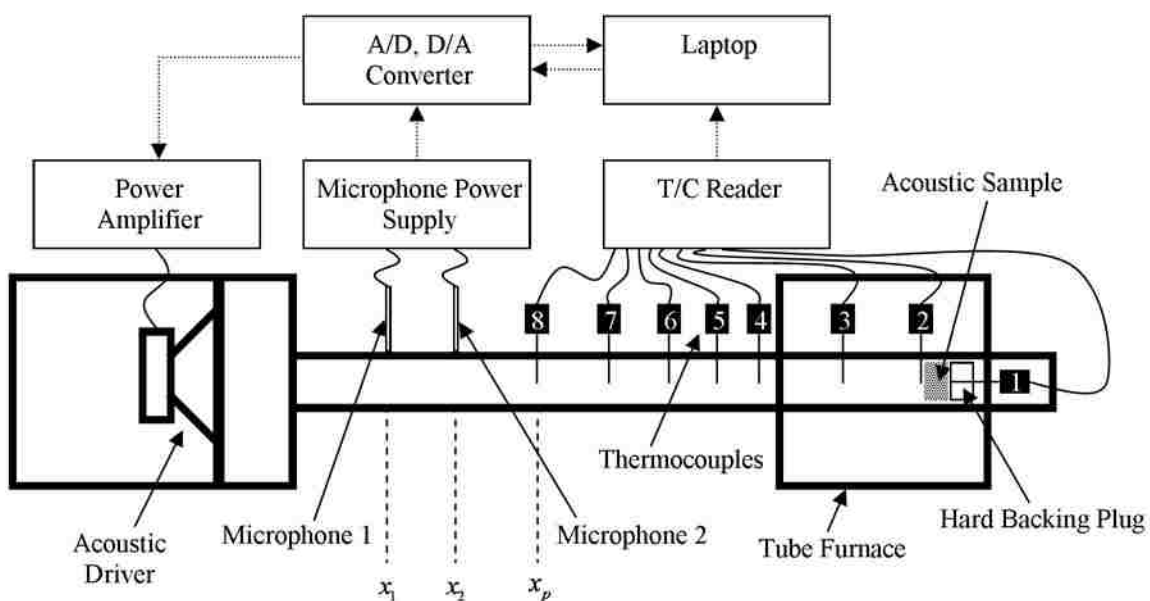 A/D, D/A
Converter
Laptop
Power
Amplifier
Microphone Power
Supply
T/C Reader
Acoustic Sample
8
7
6
5
4
3
2
1
Thermocouples
Acoustic
Driver
Microphone 1
Microphone 2
Tube Furnace
Hard Backing Plug
x₁
x₂
xₚ